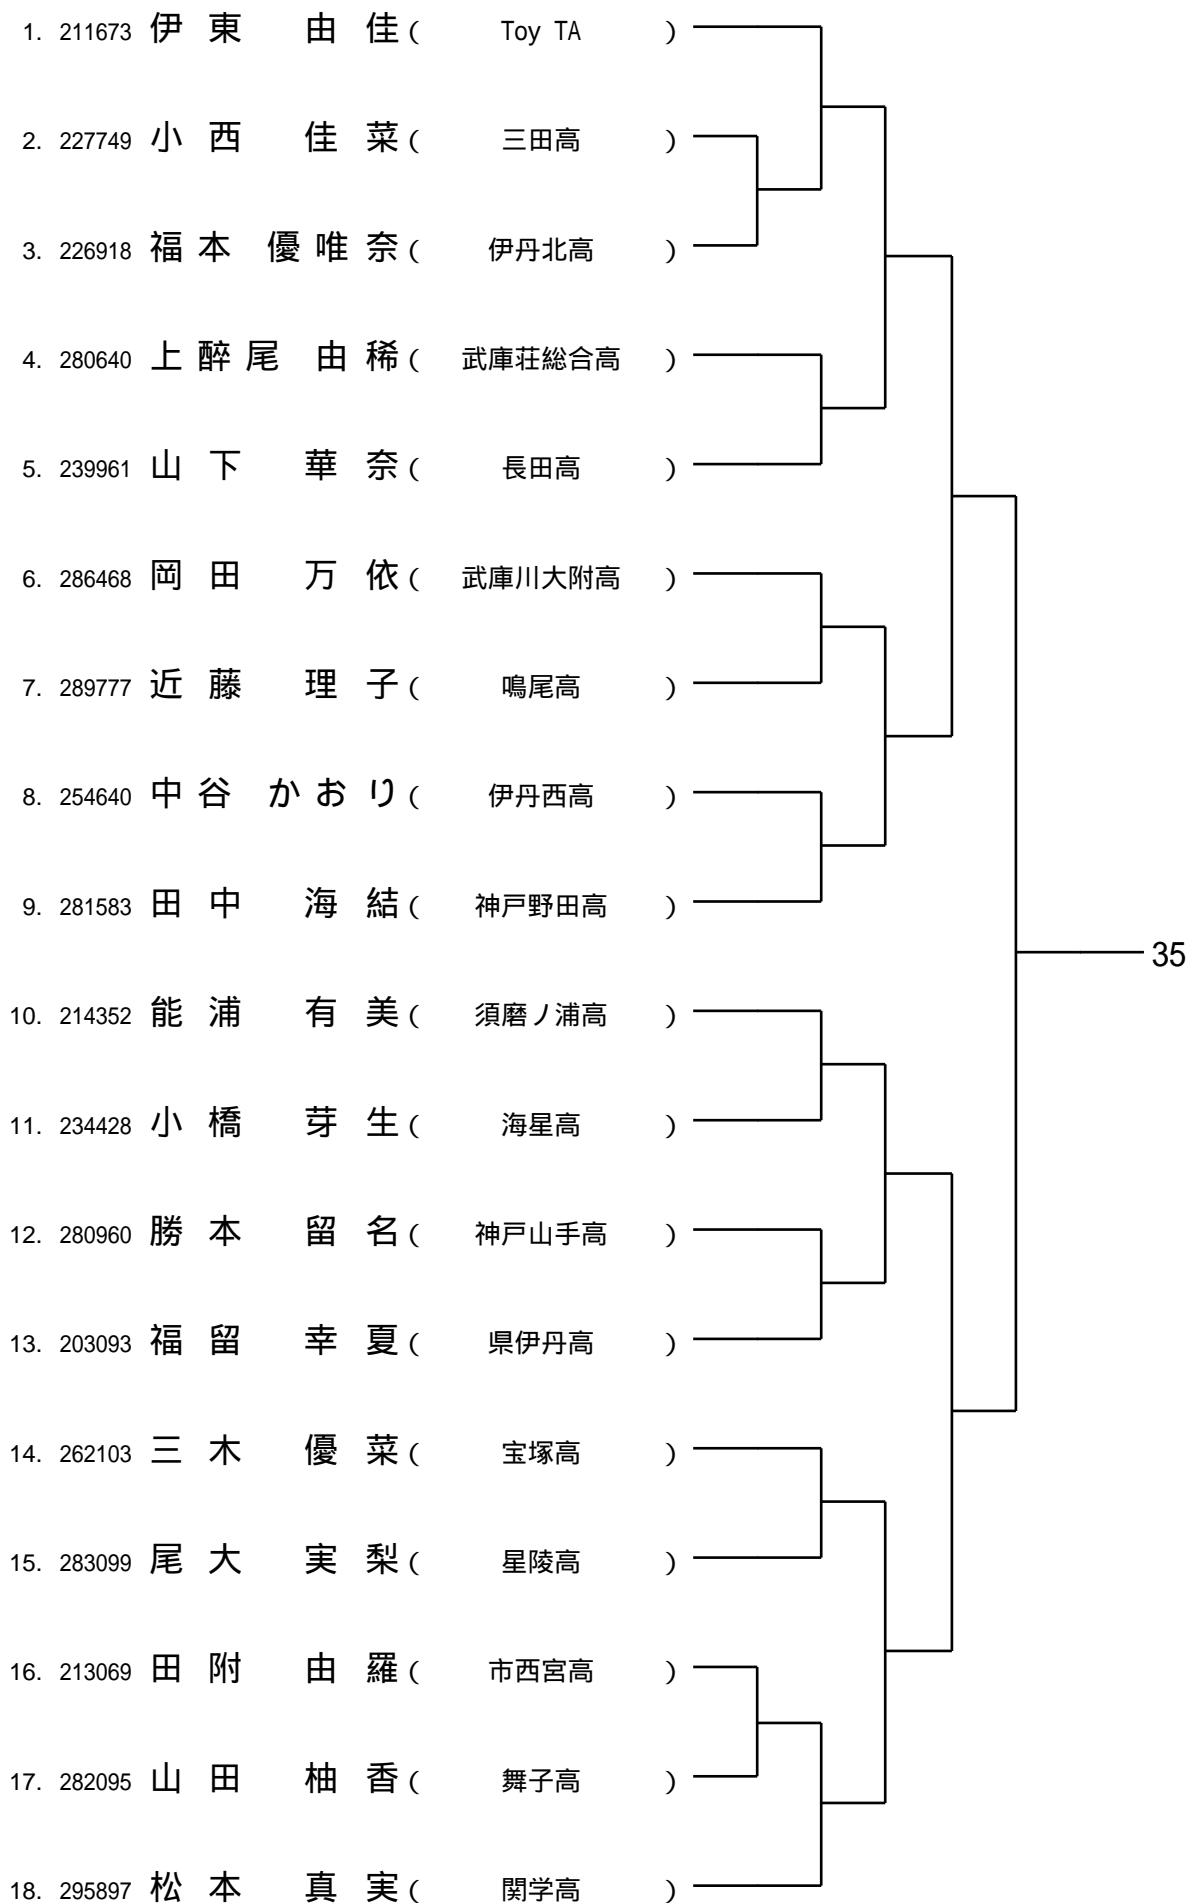 1. 211673 伊東 由佳 ( Toy TA )
2. 227749 小西 佳菜 ( 三田高 )
3. 226918 福本 優唯奈 ( 伊丹北高 )
4. 280640 上醉尾 由稀 ( 武庫荘総合高 )
5. 239961 山下 華奈 ( 長田高 )
6. 286468 岡田 万依 ( 武庫川大附高 )
7. 289777 近藤 理子 ( 鳴尾高 )
8. 254640 中谷 かおり ( 伊丹西高 )
9. 281583 田中 海結 ( 神戸野田高 )
35
10. 214352 能浦 有美 ( 須磨ノ浦高 )
11. 234428 小橋 芽生 ( 海星高 )
12. 280960 勝本 留名 ( 神戸山手高 )
13. 203093 福留 幸夏 ( 県伊丹高 )
14. 262103 三木 優菜 ( 宝塚高 )
15. 283099 尾大 実梨 ( 星陵高 )
16. 213069 田附 由羅 ( 市西宮高 )
17. 282095 山田 柚香 ( 舞子高 )
18. 295897 松本 真実 ( 関学高 )